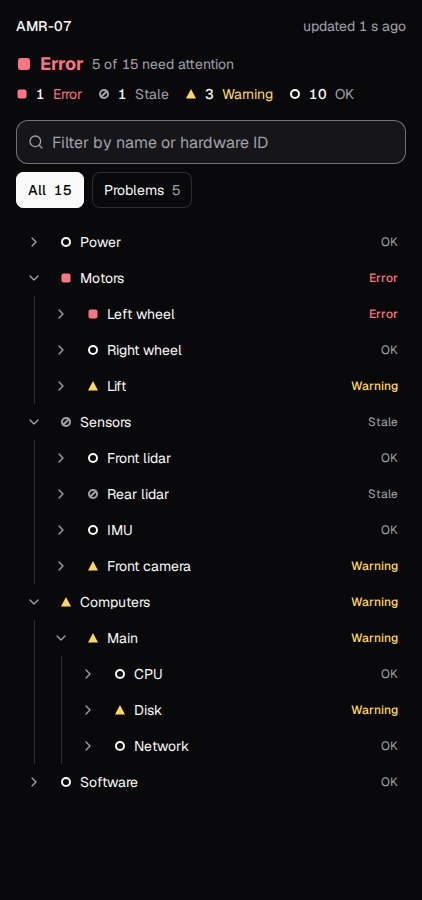 AMR-07 updated 1 s ago
Error 5 of 15 need attention
1 Error 1 Stale 3 Warning 10 OK
Filter by name or hardware ID
All 15 Problems 5
Power OK
Motors Error
Left wheel Error
Right wheel OK
Lift Warning
Sensors Stale
Front lidar OK
Rear lidar Stale
IMU OK
Front camera Warning
Computers Warning
Main Warning
CPU OK
Disk Warning
Network OK
Software OK